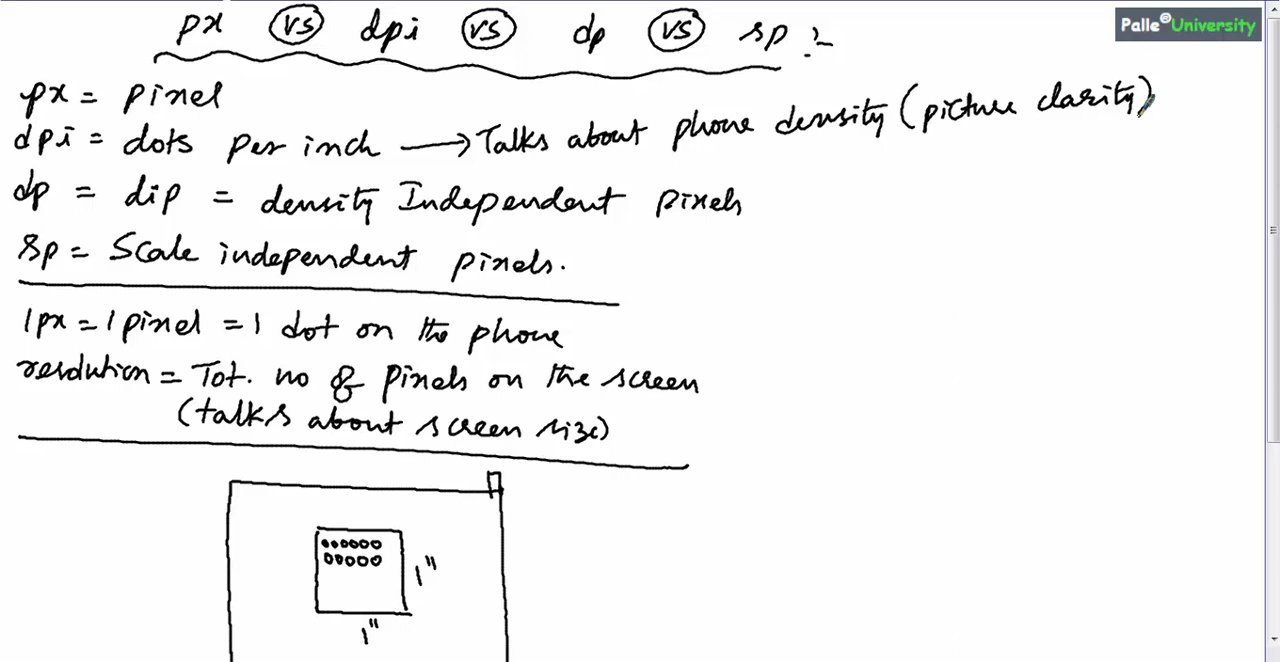 px vs dpi vs dp vs sp :-
Palle®University
px = pixel
dpi = dots per inch → Talks about phone density (picture clarity)
dp = dip = density Independent pixels
sp = Scale independent pixels.
1px = 1pixel = 1 dot on the phone
resolution = Tot. no of pixels on the screen
(talks about screen size)
1"
1"